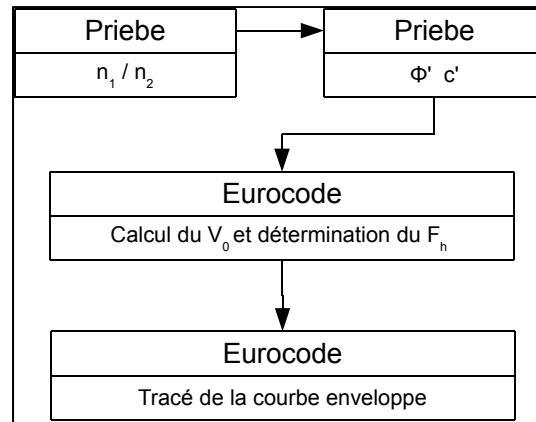 Priebe
n₁ / n₂
Priebe
Φ' c'
Eurocode
Calcul du V₀ et détermination du Fₕ
Eurocode
Tracé de la courbe enveloppe